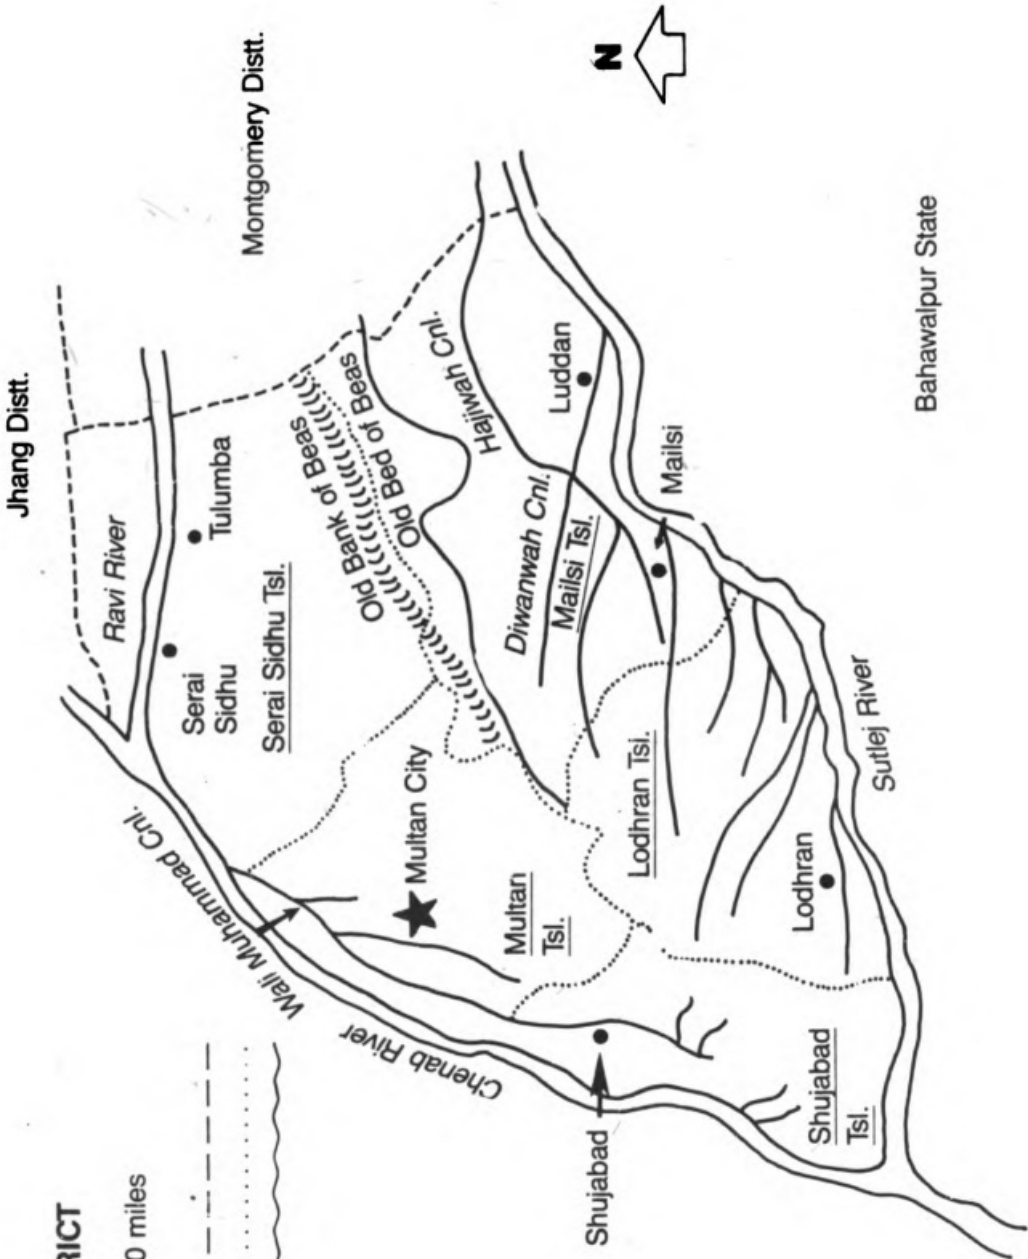 Jhang Distt.
Montgomery Distt.
N
Ravi River
Tulumba
Serai
Sidhu
Serai Sidhu Tsl.
Old Bank of Beas
Old Bed of Beas
Hajiwah Cnl.
Luddan
Diwanwah Cnl.
Mailsi Tsl.
Mailsi
Bahawalpur State
Wali Muhammad Cnl.
Chenab River
Multan City
Multan
Tsl.
Lodhran Tsl.
Lodhran
Sutlej River
Shujabad
Shujabad
Tsl.
RICT
0 miles